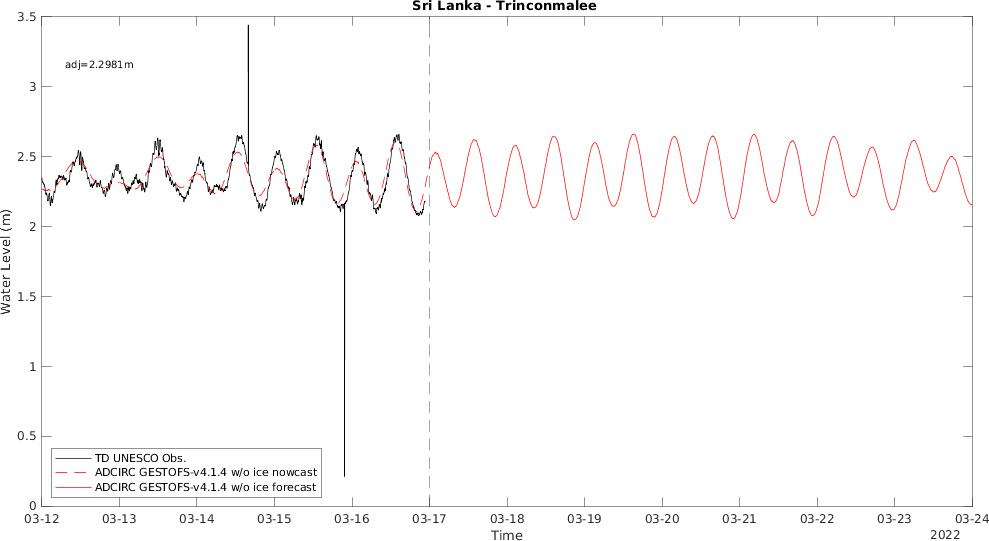 Sri Lanka - Trinconmalee
3.5
adj=2.2981m
3
2.5
2
1.5
1
0.5
0
Water Level (m)
TD UNESCO Obs.
ADCIRC GESTOFS-v4.1.4 w/o ice nowcast
ADCIRC GESTOFS-v4.1.4 w/o ice forecast
03-12 03-13 03-14 03-15 03-16 03-17 03-18 03-19 03-20 03-21 03-22 03-23 03-24
Time
2022